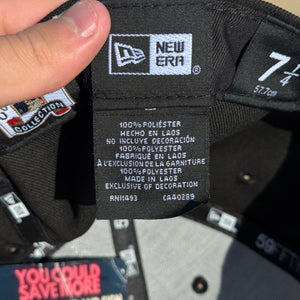 NEW
ERA
®
7 1/4
57.7cm
COLLECTION
100% POLIÉSTER
HECHO EN LAOS
NO INCLUYE DECORACIÓN
100% POLYESTER
FABRIQUÉ EN LAOS
À L'EXCLUSION DE LA GARNITURE
100% POLYESTER
MADE IN LAOS
EXCLUSIVE OF DECORATION
RN11493 CA40289
59FIFTY
YOU COULD
SAVE MORE